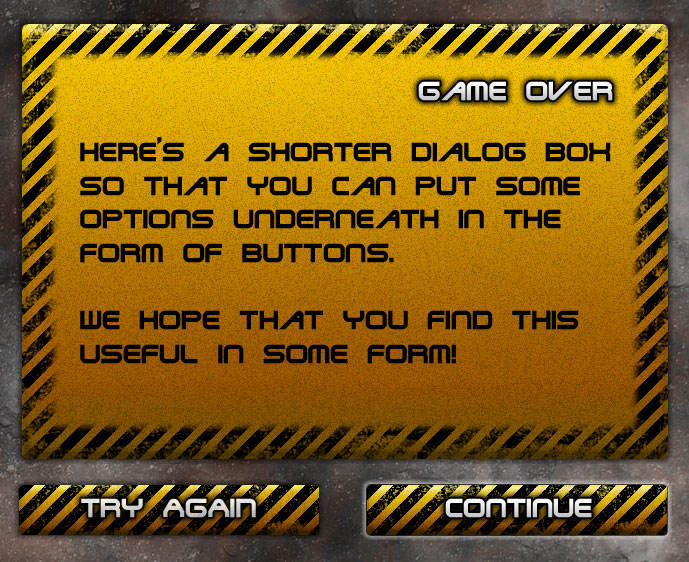 GAME OVER
HERE'S A SHORTER DIALOG BOX
SO THAT YOU CAN PUT SOME
OPTIONS UNDERNEATH IN THE
FORM OF BUTTONS.
WE HOPE THAT YOU FIND THIS
USEFUL IN SOME FORM!
TRY AGAIN
CONTINUE